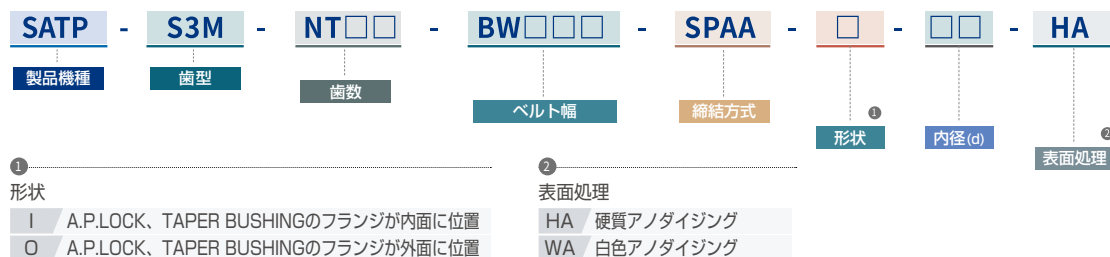 SATP - S3M - NT□□ - BW□□□ - SPAA - □ - □□ - HA
製品機種 歯型 歯数 ベルト幅 締結方式 形状 ❶ 内径(d) 表面処理 ❷
❶ ❷
形状 表面処理
I A.P.LOCK、TAPER BUSHINGのフランジが内面に位置 HA 硬質アノダイジング
O A.P.LOCK、TAPER BUSHINGのフランジが外面に位置 WA 白色アノダイジング